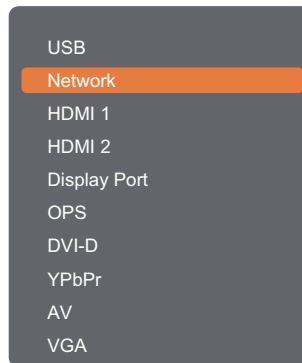 USB
Network
HDMI 1
HDMI 2
Display Port
OPS
DVI-D
YPbPr
AV
VGA